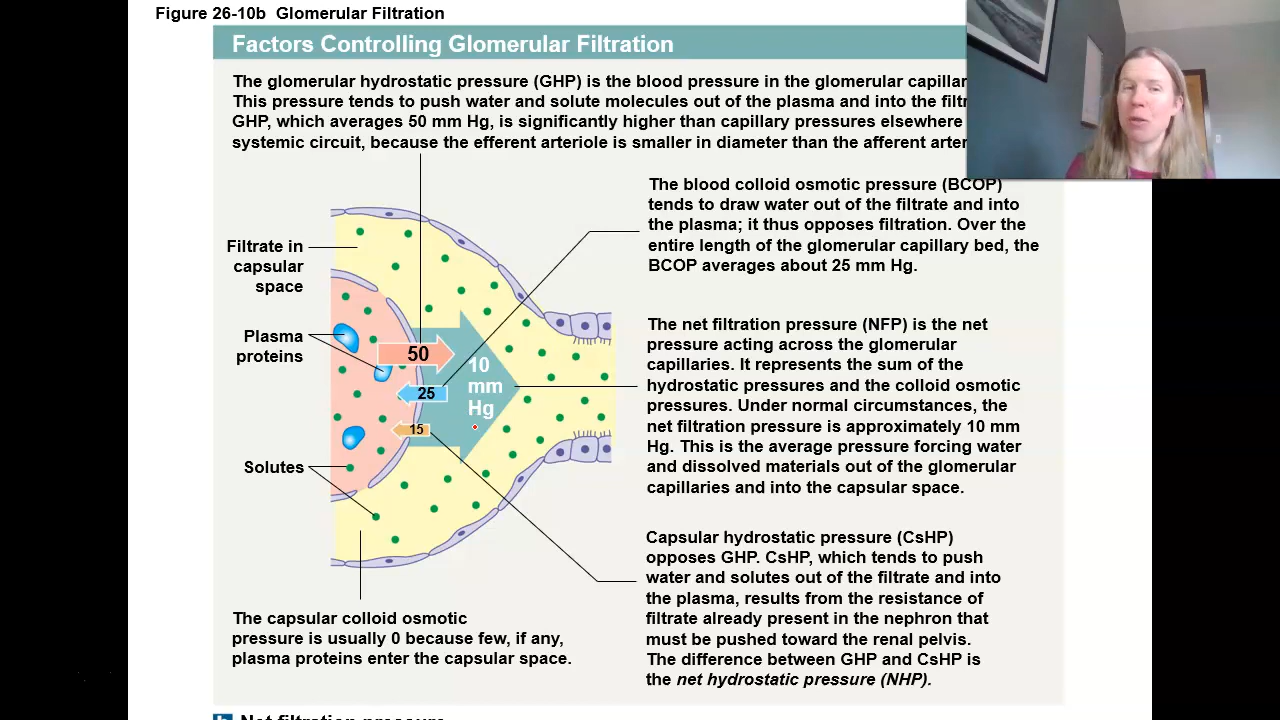 Figure 26-10b Glomerular Filtration
Factors Controlling Glomerular Filtration
The glomerular hydrostatic pressure (GHP) is the blood pressure in the glomerular capillar
This pressure tends to push water and solute molecules out of the plasma and into the filtr
GHP, which averages 50 mm Hg, is significantly higher than capillary pressures elsewhere
systemic circuit, because the efferent arteriole is smaller in diameter than the afferent arter
The blood colloid osmotic pressure (BCOP)
tends to draw water out of the filtrate and into
the plasma; it thus opposes filtration. Over the
entire length of the glomerular capillary bed, the
BCOP averages about 25 mm Hg.
Filtrate in
capsular
space
Plasma
proteins
50
25
15
10
mm
Hg
Solutes
The net filtration pressure (NFP) is the net
pressure acting across the glomerular
capillaries. It represents the sum of the
hydrostatic pressures and the colloid osmotic
pressures. Under normal circumstances, the
net filtration pressure is approximately 10 mm
Hg. This is the average pressure forcing water
and dissolved materials out of the glomerular
capillaries and into the capsular space.
Capsular hydrostatic pressure (CsHP)
opposes GHP. CsHP, which tends to push
water and solutes out of the filtrate and into
the plasma, results from the resistance of
filtrate already present in the nephron that
must be pushed toward the renal pelvis.
The difference between GHP and CsHP is
the net hydrostatic pressure (NHP).
The capsular colloid osmotic
pressure is usually 0 because few, if any,
plasma proteins enter the capsular space.
b Net filtration pressure